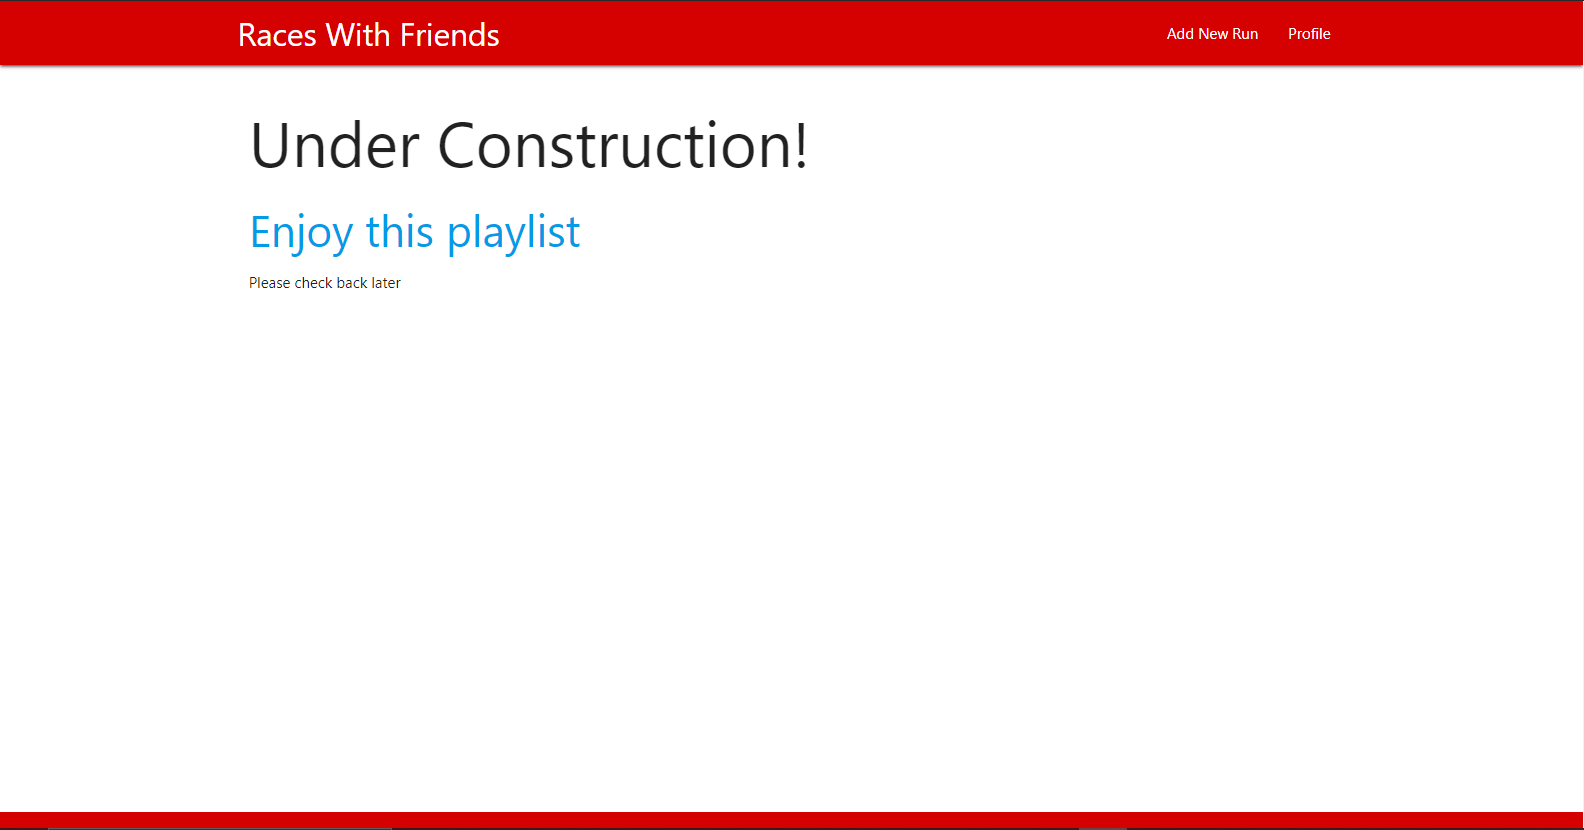 Races With Friends
Add New Run
Profile
Under Construction!
Enjoy this playlist
Please check back later